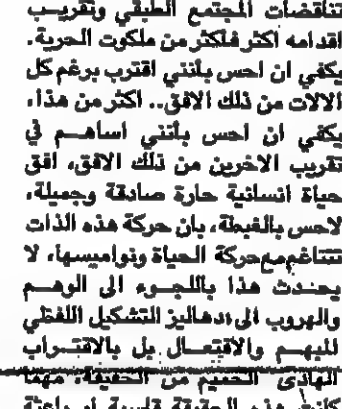 تناقضات المجتمع الطبقي وتقريب
اقدامه اكثر فاكثر من ملكوت الحرية.
يكفي ان احس بأنني اقترب برغم كل
الالات من ذلك الافق.. اكثر من هذا.
يكفي ان احس بأنني اساهم في
تقريب الاخرين من ذلك الافق، افق
حياة انسانية حارة صادقة وجميلة،
لاحس بالغبطة، بان حركة هذه الذات
تتناغم مع حركة الحياة ونواميسها، لا
يحدث هذا باللجوء الى الوهم
والهروب الى دهاليز التشكيل اللفظي
المبهم والافتعال بل بالاقتراب
الهادئ الحميم من الحقيقة، مهما
كانت هذه الحقيقة قاسية او